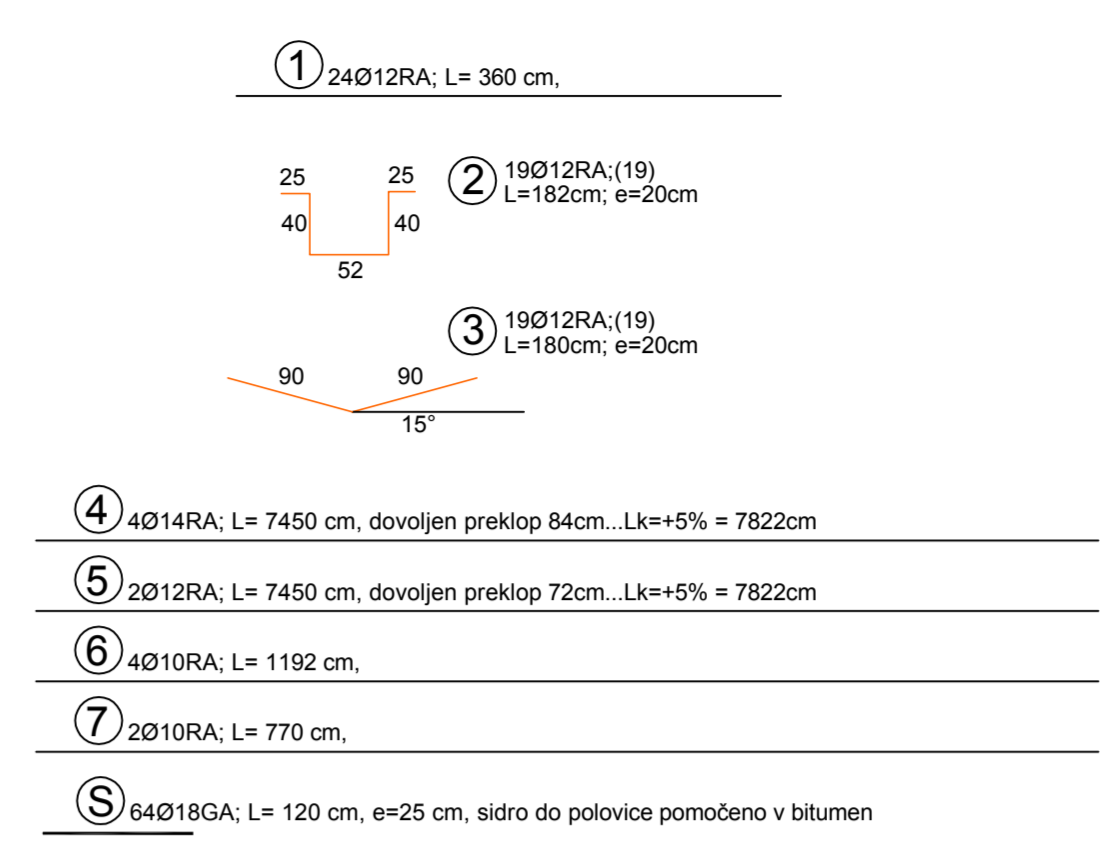 1 24Ø12RA; L= 360 cm,
25 25
2 19Ø12RA;(19)
L=182cm; e=20cm
40 40
52
3 19Ø12RA;(19)
L=180cm; e=20cm
90 90
15°
4 4Ø14RA; L= 7450 cm, dovoljen preklop 84cm...Lk=+5% = 7822cm
5 2Ø12RA; L= 7450 cm, dovoljen preklop 72cm...Lk=+5% = 7822cm
6 4Ø10RA; L= 1192 cm,
7 2Ø10RA; L= 770 cm,
S 64Ø18GA; L= 120 cm, e=25 cm, sidro do polovice pomočeno v bitumen